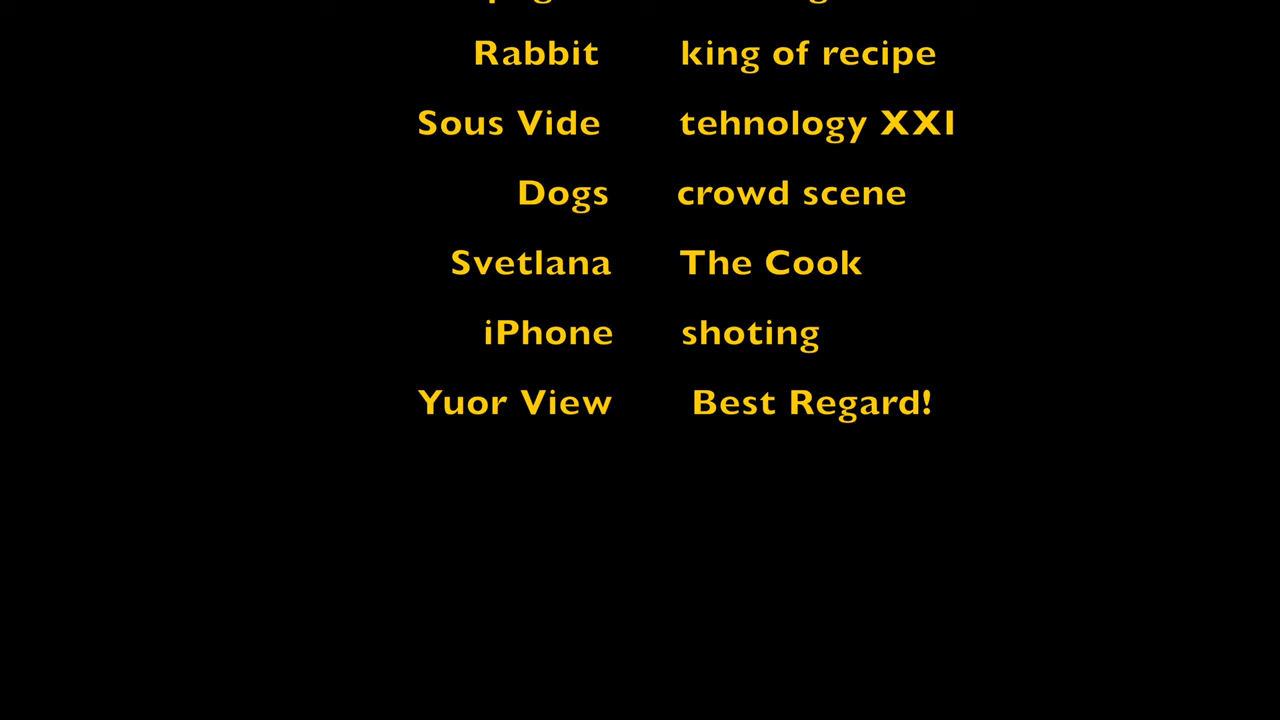 Rabbit king of recipe
Sous Vide tehnology XXI
Dogs crowd scene
Svetlana The Cook
iPhone shoting
Yuor View Best Regard!